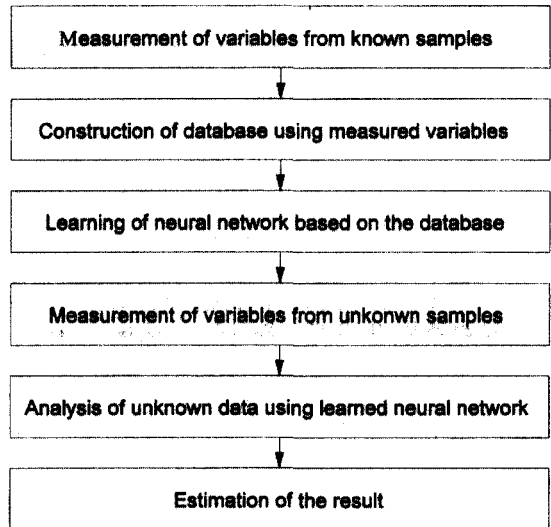 Measurement of variables from known samples
Construction of database using measured variables
Learning of neural network based on the database
Measurement of variables from unkonwn samples
Analysis of unknown data using learned neural network
Estimation of the result